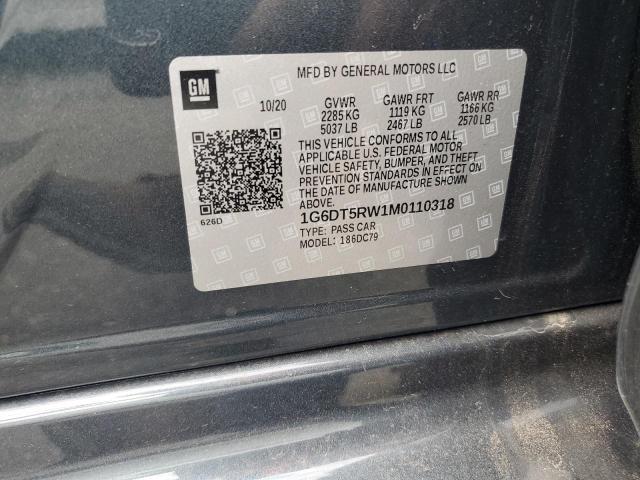 GM
MFD BY GENERAL MOTORS LLC
10/20 GVWR GAWR FRT GAWR RR
2285 KG 1119 KG 1166 KG
5037 LB 2467 LB 2570 LB
THIS VEHICLE CONFORMS TO ALL
APPLICABLE U.S. FEDERAL MOTOR
VEHICLE SAFETY, BUMPER, AND THEFT
PREVENTION STANDARDS IN EFFECT ON
THE DATE OF MANUFACTURE SHOWN
ABOVE.
626D
1G6DT5RW1M0110318
TYPE: PASS CAR
MODEL: 186DC79